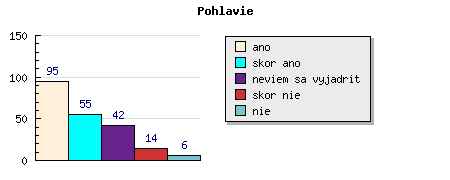 Pohlavie
150
100
50
0
95
55
42
14
6
ano
skor ano
neviem sa vyjadrit
skor nie
nie